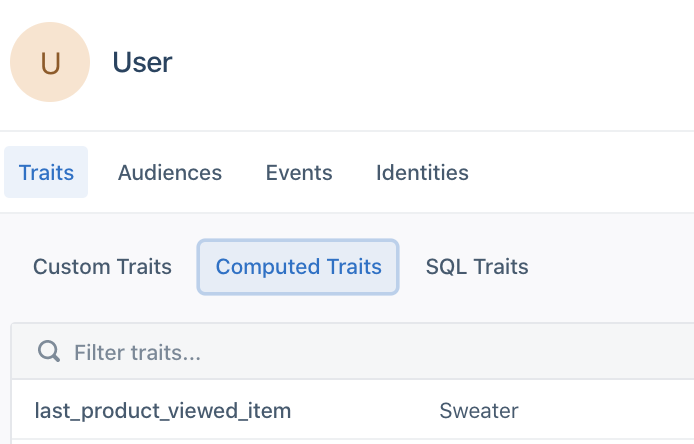 U
User
Traits Audiences Events Identities
Custom Traits Computed Traits SQL Traits
Filter traits...
last_product_viewed_item Sweater